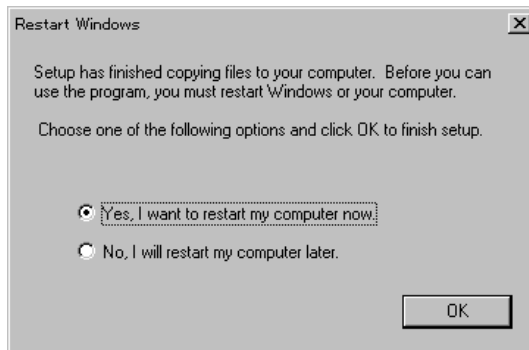 Restart Windows
Setup has finished copying files to your computer. Before you can
use the program, you must restart Windows or your computer.
Choose one of the following options and click OK to finish setup.
Yes, I want to restart my computer now.
No, I will restart my computer later.
OK